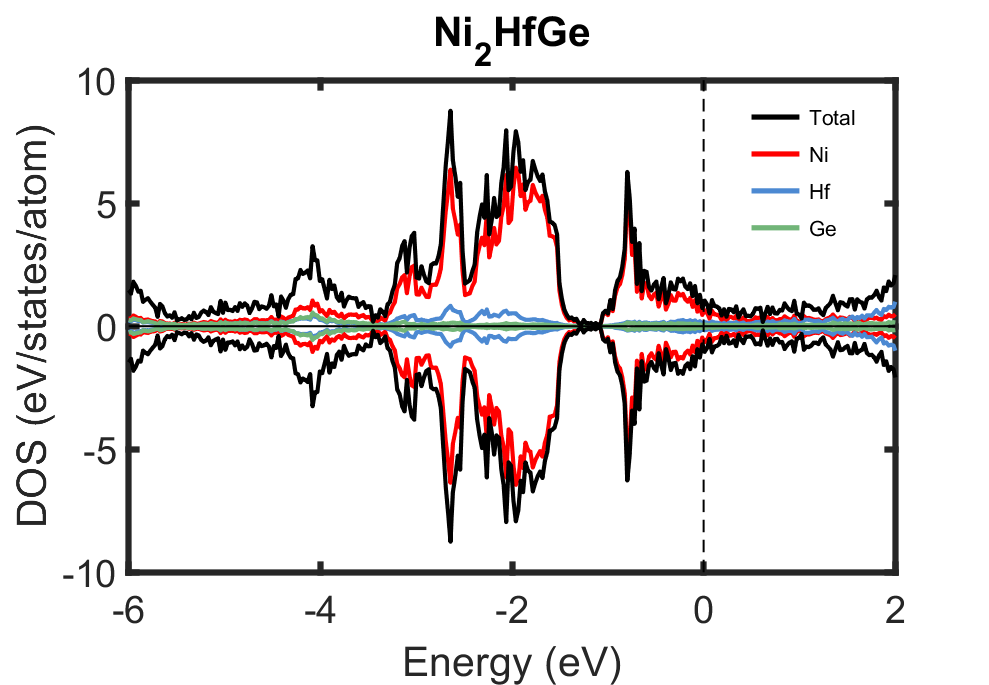 Ni2HfGe
10
5
0
-5
-10
DOS (eV/states/atom)
Total
Ni
Hf
Ge
-6 -4 -2 0 2
Energy (eV)